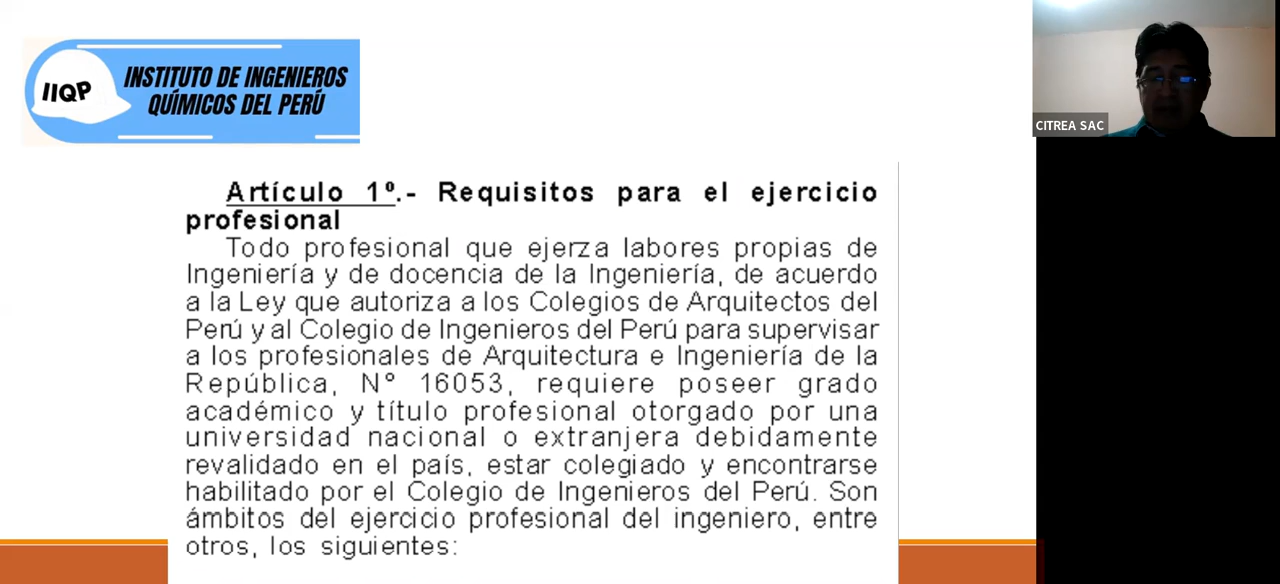 IIQP
INSTITUTO DE INGENIEROS
QUÍMICOS DEL PERÚ
CITREA SAC
Artículo 1º.- Requisitos para el ejercicio
profesional
Todo profesional que ejerza labores propias de
Ingeniería y de docencia de la Ingeniería, de acuerdo
a la Ley que autoriza a los Colegios de Arquitectos del
Perú y al Colegio de Ingenieros del Perú para supervisar
a los profesionales de Arquitectura e Ingeniería de la
República, N° 16053, requiere poseer grado
académico y título profesional otorgado por una
universidad nacional o extranjera debidamente
revalidado en el país, estar colegiado y encontrarse
habilitado por el Colegio de Ingenieros del Perú. Son
ámbitos del ejercicio profesional del ingeniero, entre
otros, los siguientes: